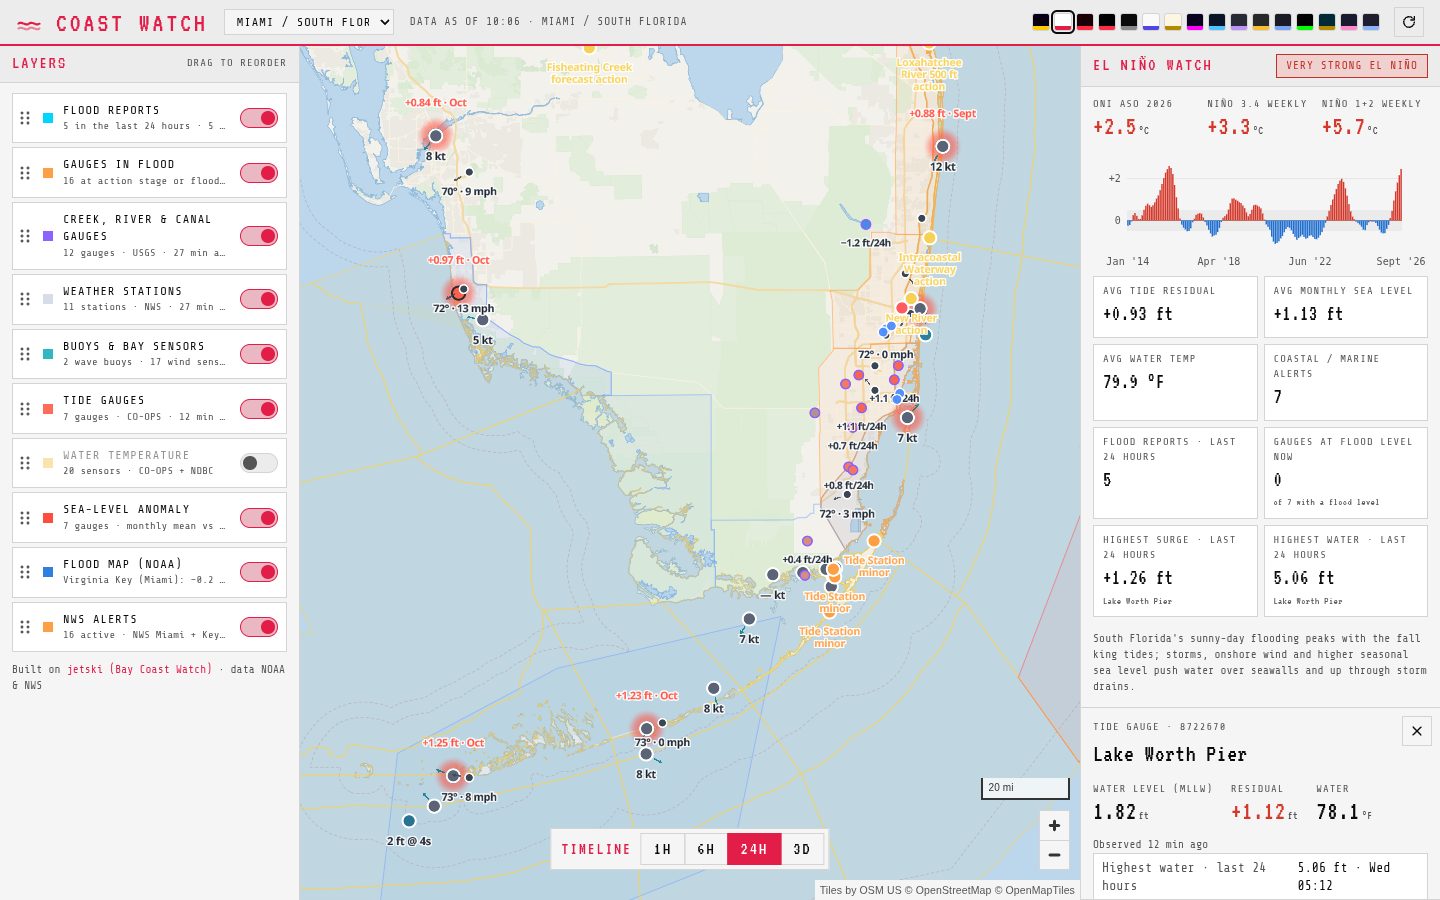 COAST WATCH
MIAMI / SOUTH FLOR
DATA AS OF 10:06 · MIAMI / SOUTH FLORIDA
LAYERS
DRAG TO REORDER
FLOOD REPORTS
5 in the last 24 hours · 5 …
GAUGES IN FLOOD
16 at action stage or flood…
CREEK, RIVER & CANAL
GAUGES
12 gauges · USGS · 27 min a…
WEATHER STATIONS
11 stations · NWS · 27 min …
BUOYS & BAY SENSORS
2 wave buoys · 17 wind sens…
TIDE GAUGES
7 gauges · CO-OPS · 12 min …
WATER TEMPERATURE
20 sensors · CO-OPS + NDBC
SEA-LEVEL ANOMALY
7 gauges · monthly mean vs …
FLOOD MAP (NOAA)
Virginia Key (Miami): −0.2 …
NWS ALERTS
16 active · NWS Miami + Key…
Built on jetski (Bay Coast Watch) · data NOAA
& NWS
Fisheating Creek
forecast action
Loxahatchee
River 500 ft
action
+0.84 ft · Oct
8 kt
70° · 9 mph
+0.88 ft · Sept
12 kt
−1.2 ft/24h
+0.97 ft · Oct
72° · 13 mph
5 kt
Intracoastal
Waterway
action
New River
action
72° · 0 mph
+1.1 24h
7 kt
+1.1 ft/24h
+0.7 ft/24h
+0.8 ft/24h
72° · 3 mph
+0.4 ft/24h
Tide Station
minor
— kt
Tide Station
minor
7 kt
Tide Station
minor
+1.23 ft · Oct
8 kt
73° · 0 mph
8 kt
+1.25 ft · Oct
73° · 8 mph
2 ft @ 4s
20 mi
+
−
TIMELINE
1H
6H
24H
3D
Tiles by OSM US © OpenStreetMap © OpenMapTiles
EL NIÑO WATCH
VERY STRONG EL NIÑO
ONI ASO 2026
NIÑO 3.4 WEEKLY
NIÑO 1+2 WEEKLY
+2.5 °C
+3.3 °C
+5.7 °C
+2
0
Jan '14
Apr '18
Jun '22
Sept '26
AVG TIDE RESIDUAL
+0.93 ft
AVG MONTHLY SEA LEVEL
+1.13 ft
AVG WATER TEMP
79.9 °F
COASTAL / MARINE
ALERTS
7
FLOOD REPORTS · LAST
24 HOURS
5
GAUGES AT FLOOD LEVEL
NOW
0
of 7 with a flood level
HIGHEST SURGE · LAST
24 HOURS
+1.26 ft
Lake Worth Pier
HIGHEST WATER · LAST
24 HOURS
5.06 ft
Lake Worth Pier
South Florida's sunny-day flooding peaks with the fall
king tides; storms, onshore wind and higher seasonal
sea level push water over seawalls and up through storm
drains.
TIDE GAUGE · 8722670
Lake Worth Pier
WATER LEVEL (MLLW)
RESIDUAL
WATER
1.82 ft
+1.12 ft
78.1 °F
Observed 12 min ago
Highest water · last 24
hours
5.06 ft · Wed
05:12